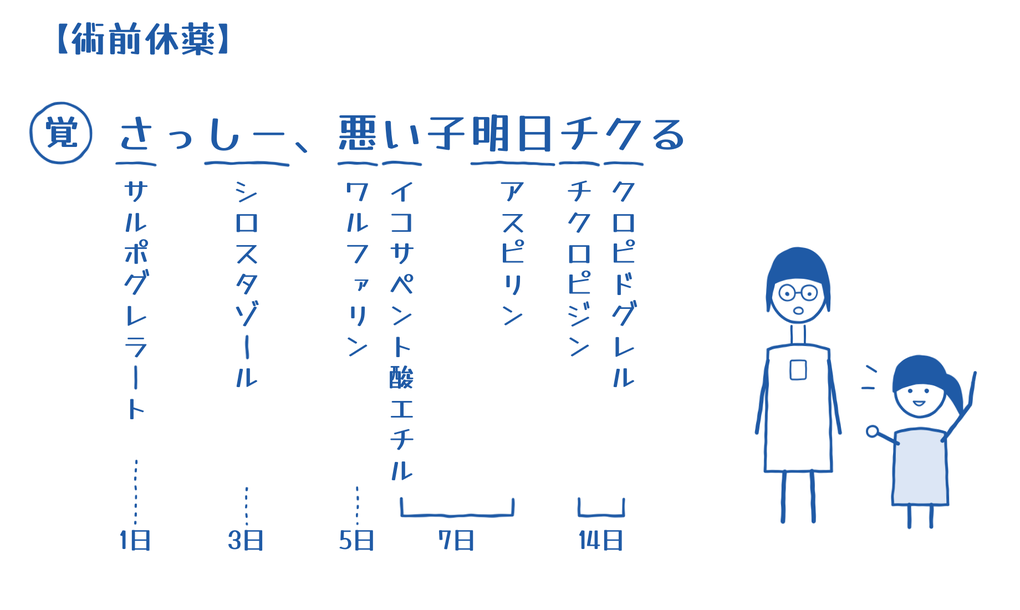 【術前休薬】
覚 さっしー、悪い子明日チクる
サルポグレラート
シロスタゾール
ワルファリン
イコサペント酸エチル
アスピリン
チクロピジン
クロピドグレル
1日 3日 5日 7日 14日